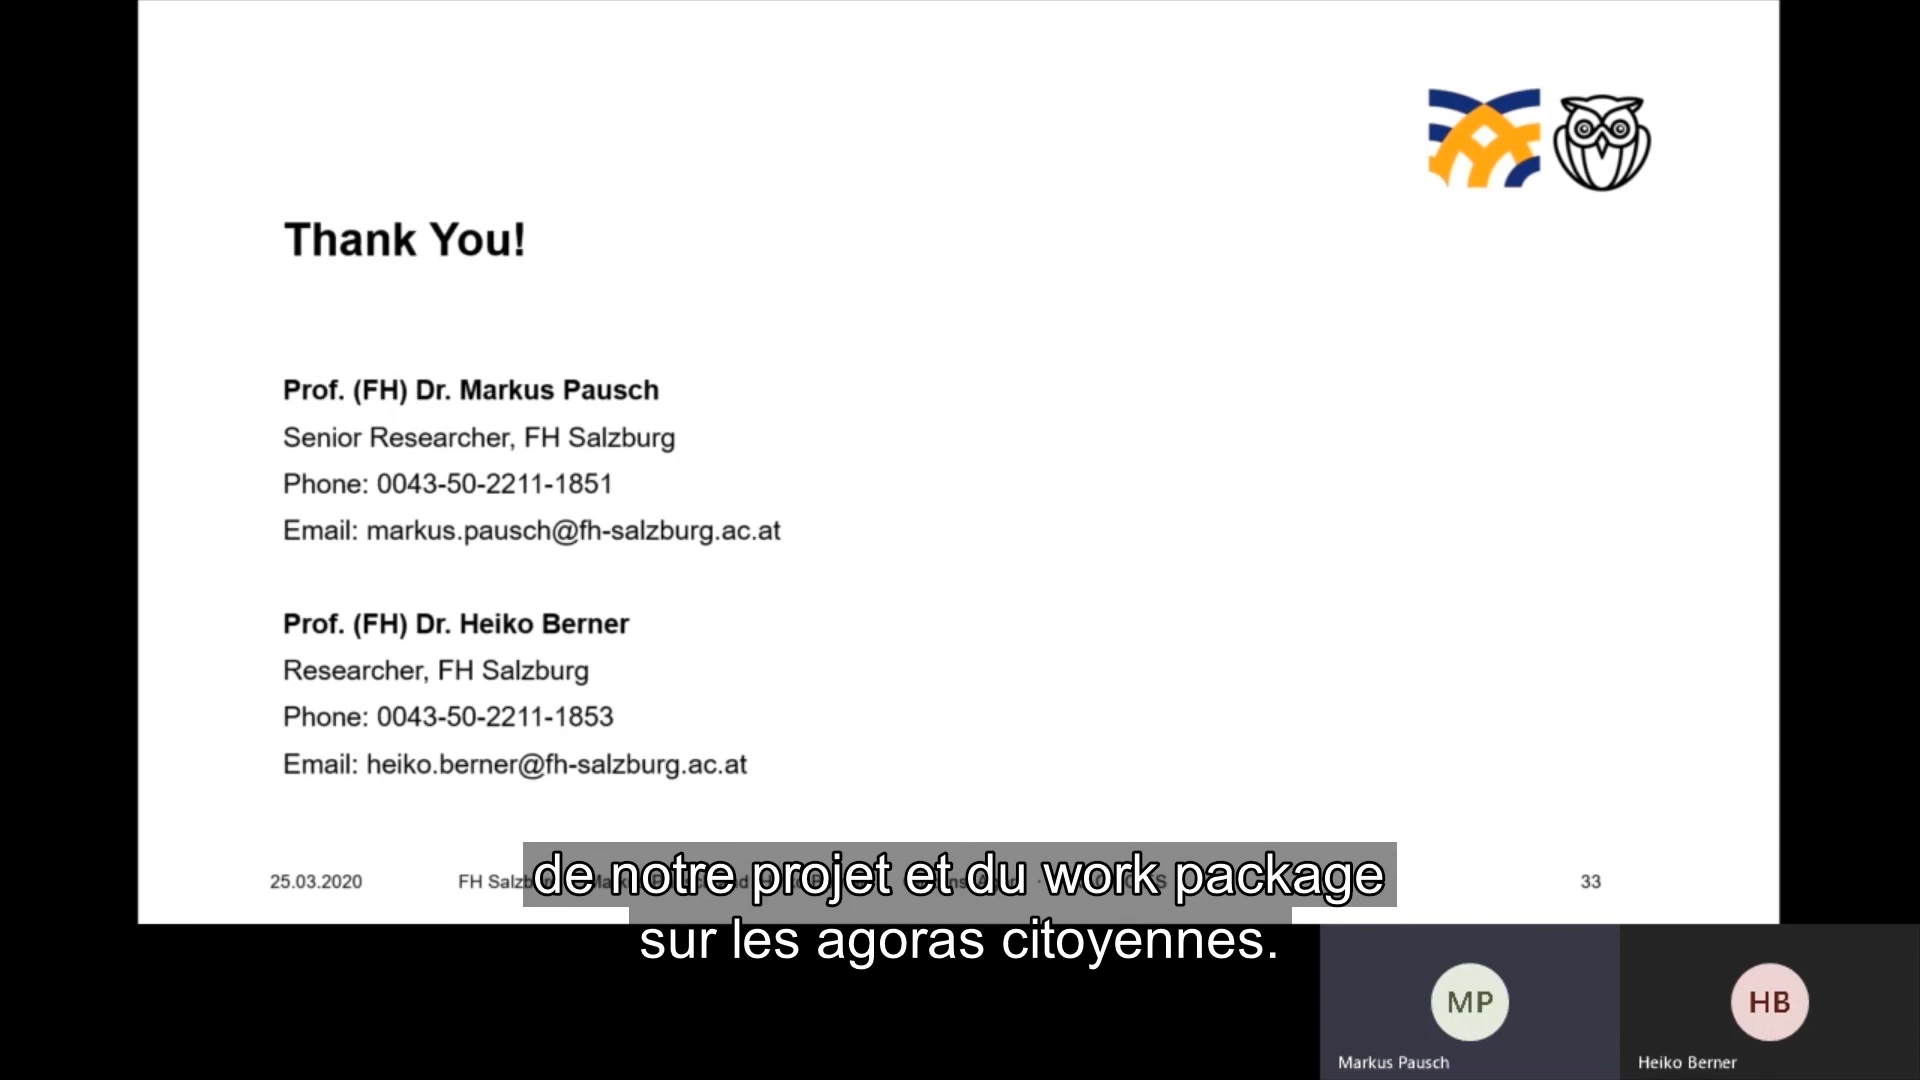 Thank You!
Prof. (FH) Dr. Markus Pausch
Senior Researcher, FH Salzburg
Phone: 0043-50-2211-1851
Email: markus.pausch@fh-salzburg.ac.at
Prof. (FH) Dr. Heiko Berner
Researcher, FH Salzburg
Phone: 0043-50-2211-1853
Email: heiko.berner@fh-salzburg.ac.at
25.03.2020
FH
33
de notre projet et du work package
sur les agoras citoyennes.
MP
HB
Markus Pausch
Heiko Berner